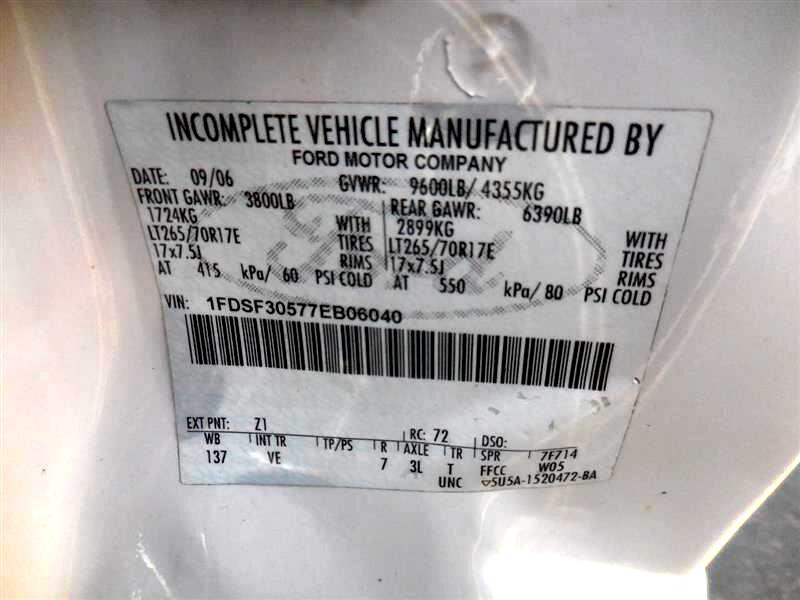 INCOMPLETE VEHICLE MANUFACTURED BY
FORD MOTOR COMPANY
DATE: 09/06 GVWR: 9600LB/ 4355KG
FRONT GAWR: 3800LB REAR GAWR: 6390LB
1724KG WITH 2899KG WITH
LT265/70R17E TIRES LT265/70R17E TIRES
17x7.5J RIMS 17x7.5J RIMS
AT 415 kPa/ 60 PSI COLD AT 550 kPa/ 80 PSI COLD
VIN: 1FDSF30577EB06040
EXT PNT: Z1 RC: 72 DSO:
WB INT TR TP/PS R AXLE TR SPR 7F714
137 VE 7 3L T FFCC W05
UNC 5U5A-1520472-BA